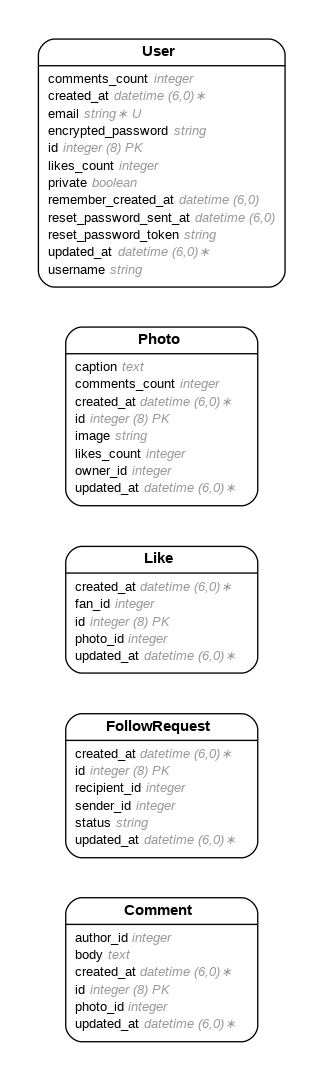 User
comments_count integer
created_at datetime (6,0)∗
email string∗ U
encrypted_password string
id integer (8) PK
likes_count integer
private boolean
remember_created_at datetime (6,0)
reset_password_sent_at datetime (6,0)
reset_password_token string
updated_at datetime (6,0)∗
username string
Photo
caption text
comments_count integer
created_at datetime (6,0)∗
id integer (8) PK
image string
likes_count integer
owner_id integer
updated_at datetime (6,0)∗
Like
created_at datetime (6,0)∗
fan_id integer
id integer (8) PK
photo_id integer
updated_at datetime (6,0)∗
FollowRequest
created_at datetime (6,0)∗
id integer (8) PK
recipient_id integer
sender_id integer
status string
updated_at datetime (6,0)∗
Comment
author_id integer
body text
created_at datetime (6,0)∗
id integer (8) PK
photo_id integer
updated_at datetime (6,0)∗